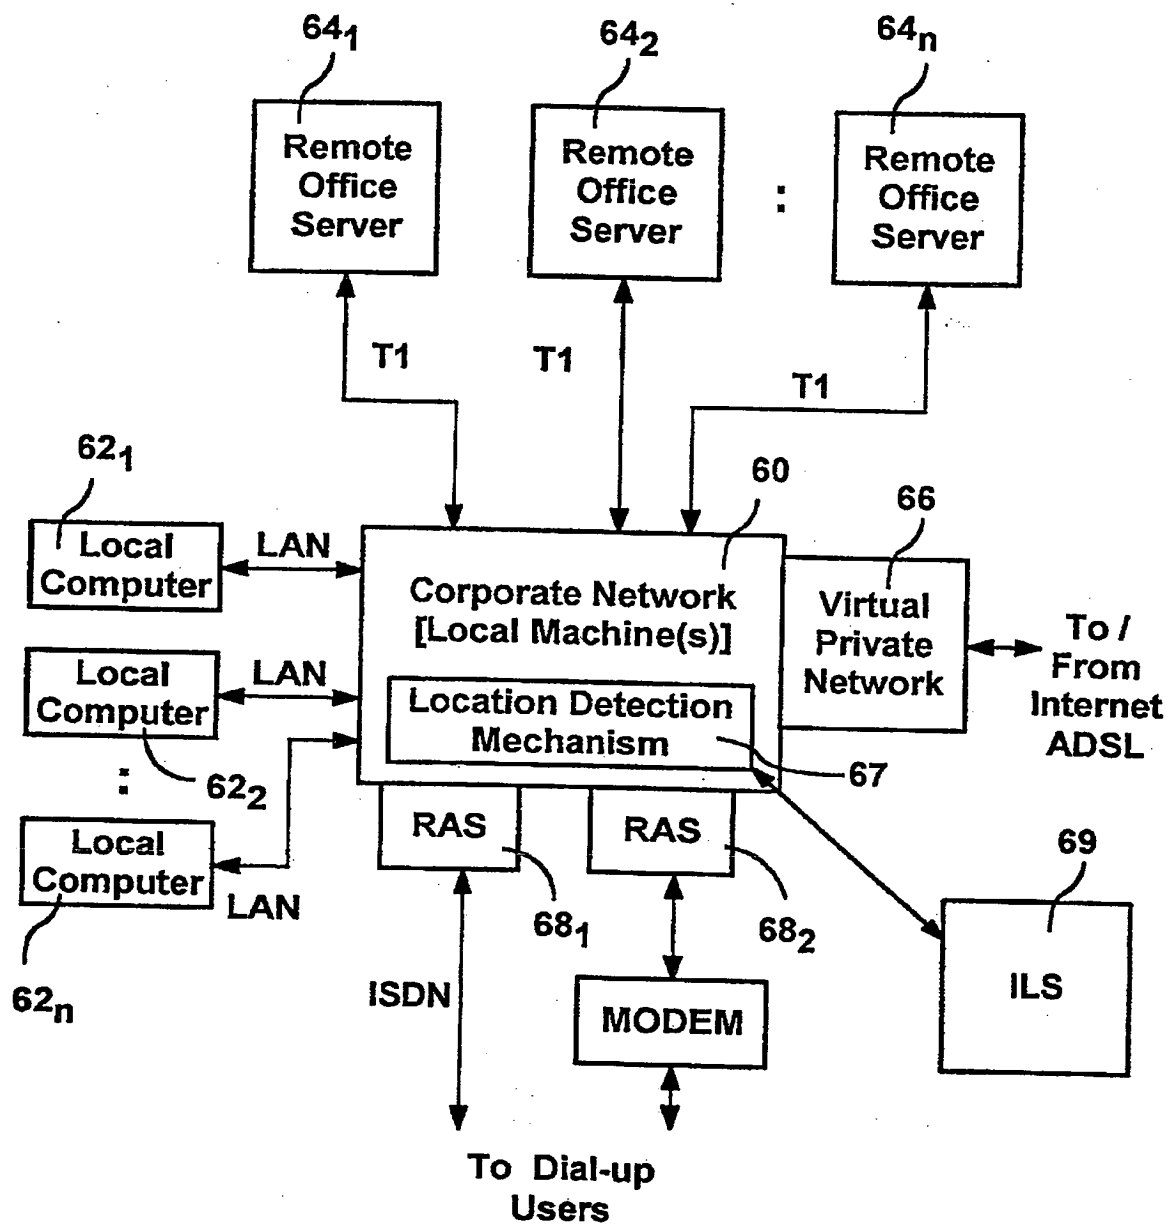 64₁
64₂
64ₙ
Remote
Office
Server
Remote
Office
Server
:
Remote
Office
Server
T1
T1
T1
62₁
60
66
Local
Computer
LAN
Corporate Network
[Local Machine(s)]
Virtual
Private
Network
To /
From
Internet
ADSL
Local
Computer
LAN
Location Detection
Mechanism
67
62₂
:
Local
Computer
LAN
62ₙ
RAS
RAS
68₁
68₂
69
ILS
ISDN
MODEM
To Dial-up
Users